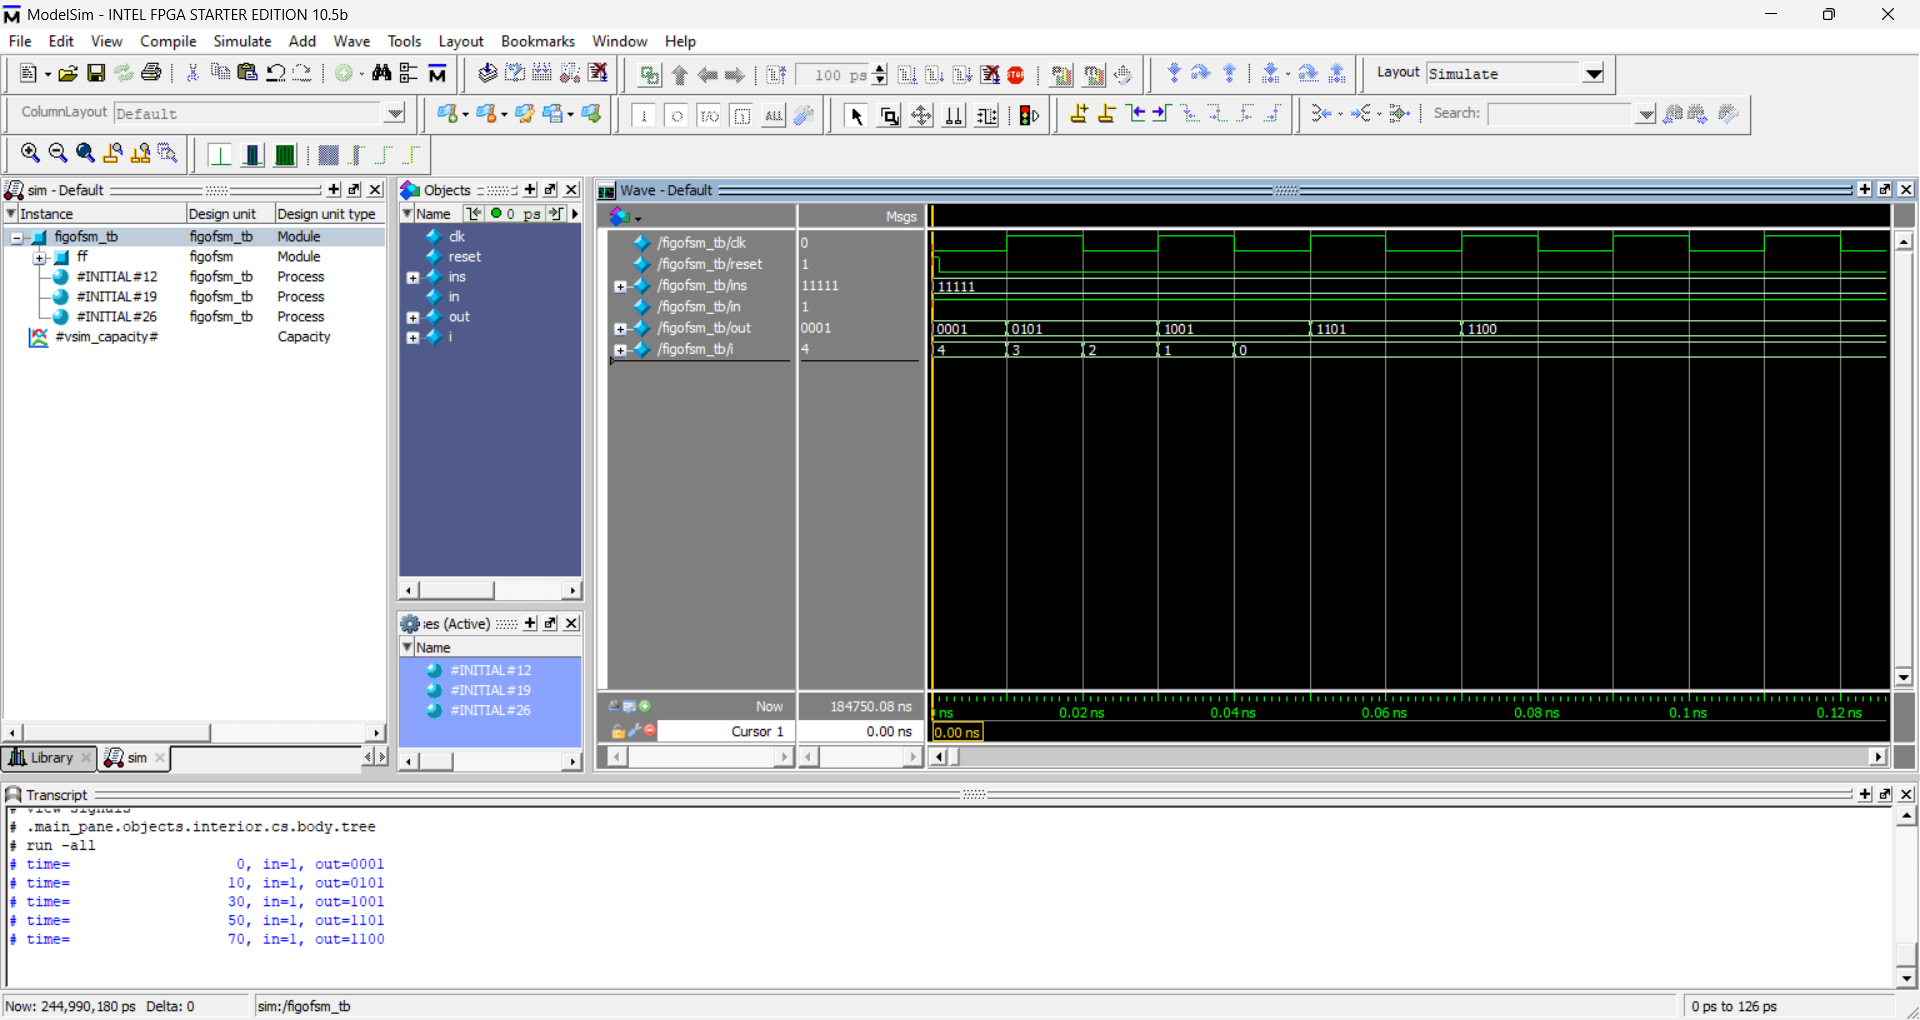 ModelSim - INTEL FPGA STARTER EDITION 10.5b
File Edit View Compile Simulate Add Wave Tools Layout Bookmarks Window Help
100 ps
Layout Simulate
ColumnLayout Default
Search:
sim - Default
Instance Design unit Design unit type
figofsm_tb figofsm_tb Module
ff figofsm Module
#INITIAL#12 figofsm_tb Process
#INITIAL#19 figofsm_tb Process
#INITIAL#26 figofsm_tb Process
#vsim_capacity# Capacity
Library sim
Objects
Name 0 ps
clk
reset
ins
in
out
i
ses (Active)
Name
#INITIAL#12
#INITIAL#19
#INITIAL#26
Wave - Default
Msgs
/figofsm_tb/clk 0
/figofsm_tb/reset 1
/figofsm_tb/ins 11111 11111
/figofsm_tb/in 1
/figofsm_tb/out 0001 0001 0101 1001 1101 1100
/figofsm_tb/i 4 4 3 2 1 0
Now 184750.08 ns ns 0.02 ns 0.04 ns 0.06 ns 0.08 ns 0.1 ns 0.12 ns
Cursor 1 0.00 ns 0.00 ns
Transcript
# view signals
# .main_pane.objects.interior.cs.body.tree
# run -all
# time= 0, in=1, out=0001
# time= 10, in=1, out=0101
# time= 30, in=1, out=1001
# time= 50, in=1, out=1101
# time= 70, in=1, out=1100
Now: 244,990,180 ps Delta: 0 sim:/figofsm_tb 0 ps to 126 ps